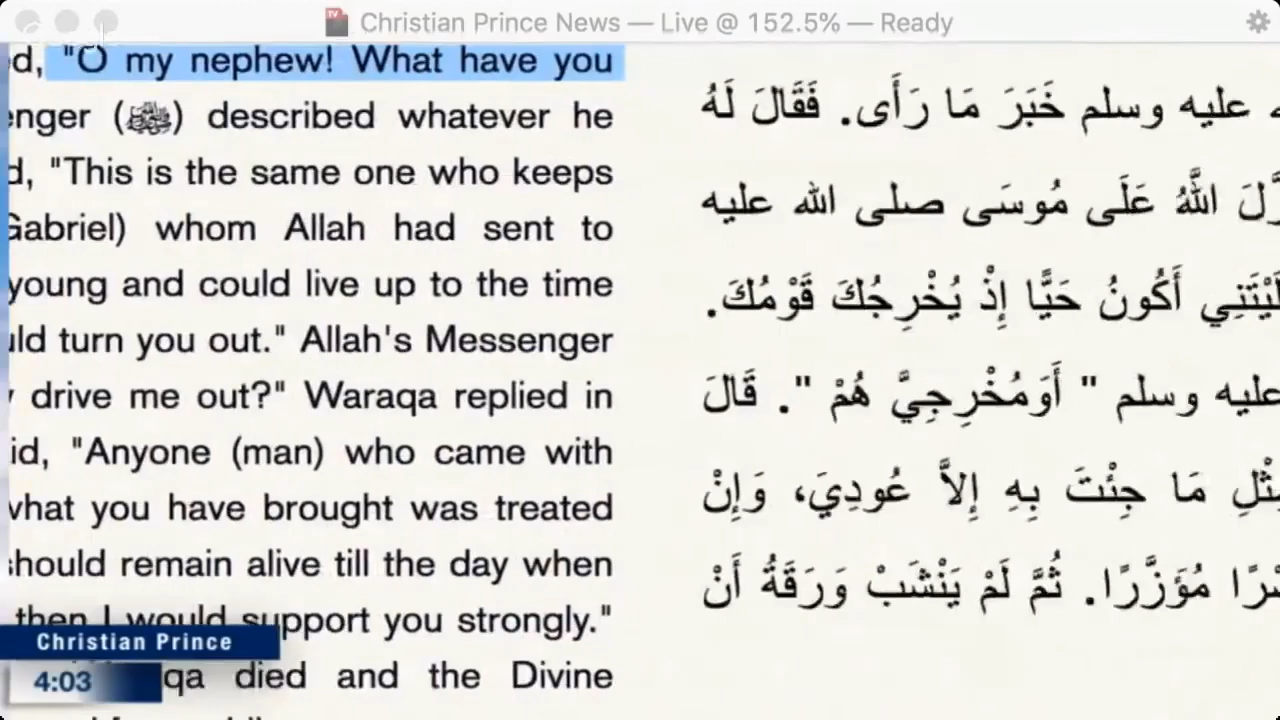 Christian Prince News — Live @ 152.5% — Ready
ed, "O my nephew! What have you
enger (ﷺ) described whatever he
d, "This is the same one who keeps
Gabriel) whom Allah had sent to
young and could live up to the time
uld turn you out." Allah's Messenger
drive me out?" Waraqa replied in
id, "Anyone (man) who came with
what you have brought was treated
should remain alive till the day when
then I would support you strongly."
qa died and the Divine
عليه وسلم خَبَرَ مَا رَأَى. فَقَالَ لَهُ
زَّلَ اللَّهُ عَلَى مُوسَى صلى الله عليه
لَيْتَنِي أَكُونُ حَيًّا إِذْ يُخْرِجُكَ قَوْمُكَ.
عليه وسلم " أَوَمُخْرِجِيَّ هُمْ ". قَالَ
بِمِثْلِ مَا جِئْتَ بِهِ إِلاَّ عُودِيَ، وَإِنْ
صْرًا مُؤَزَّرًا. ثُمَّ لَمْ يَنْشَبْ وَرَقَةُ أَنْ
Christian Prince
4:03